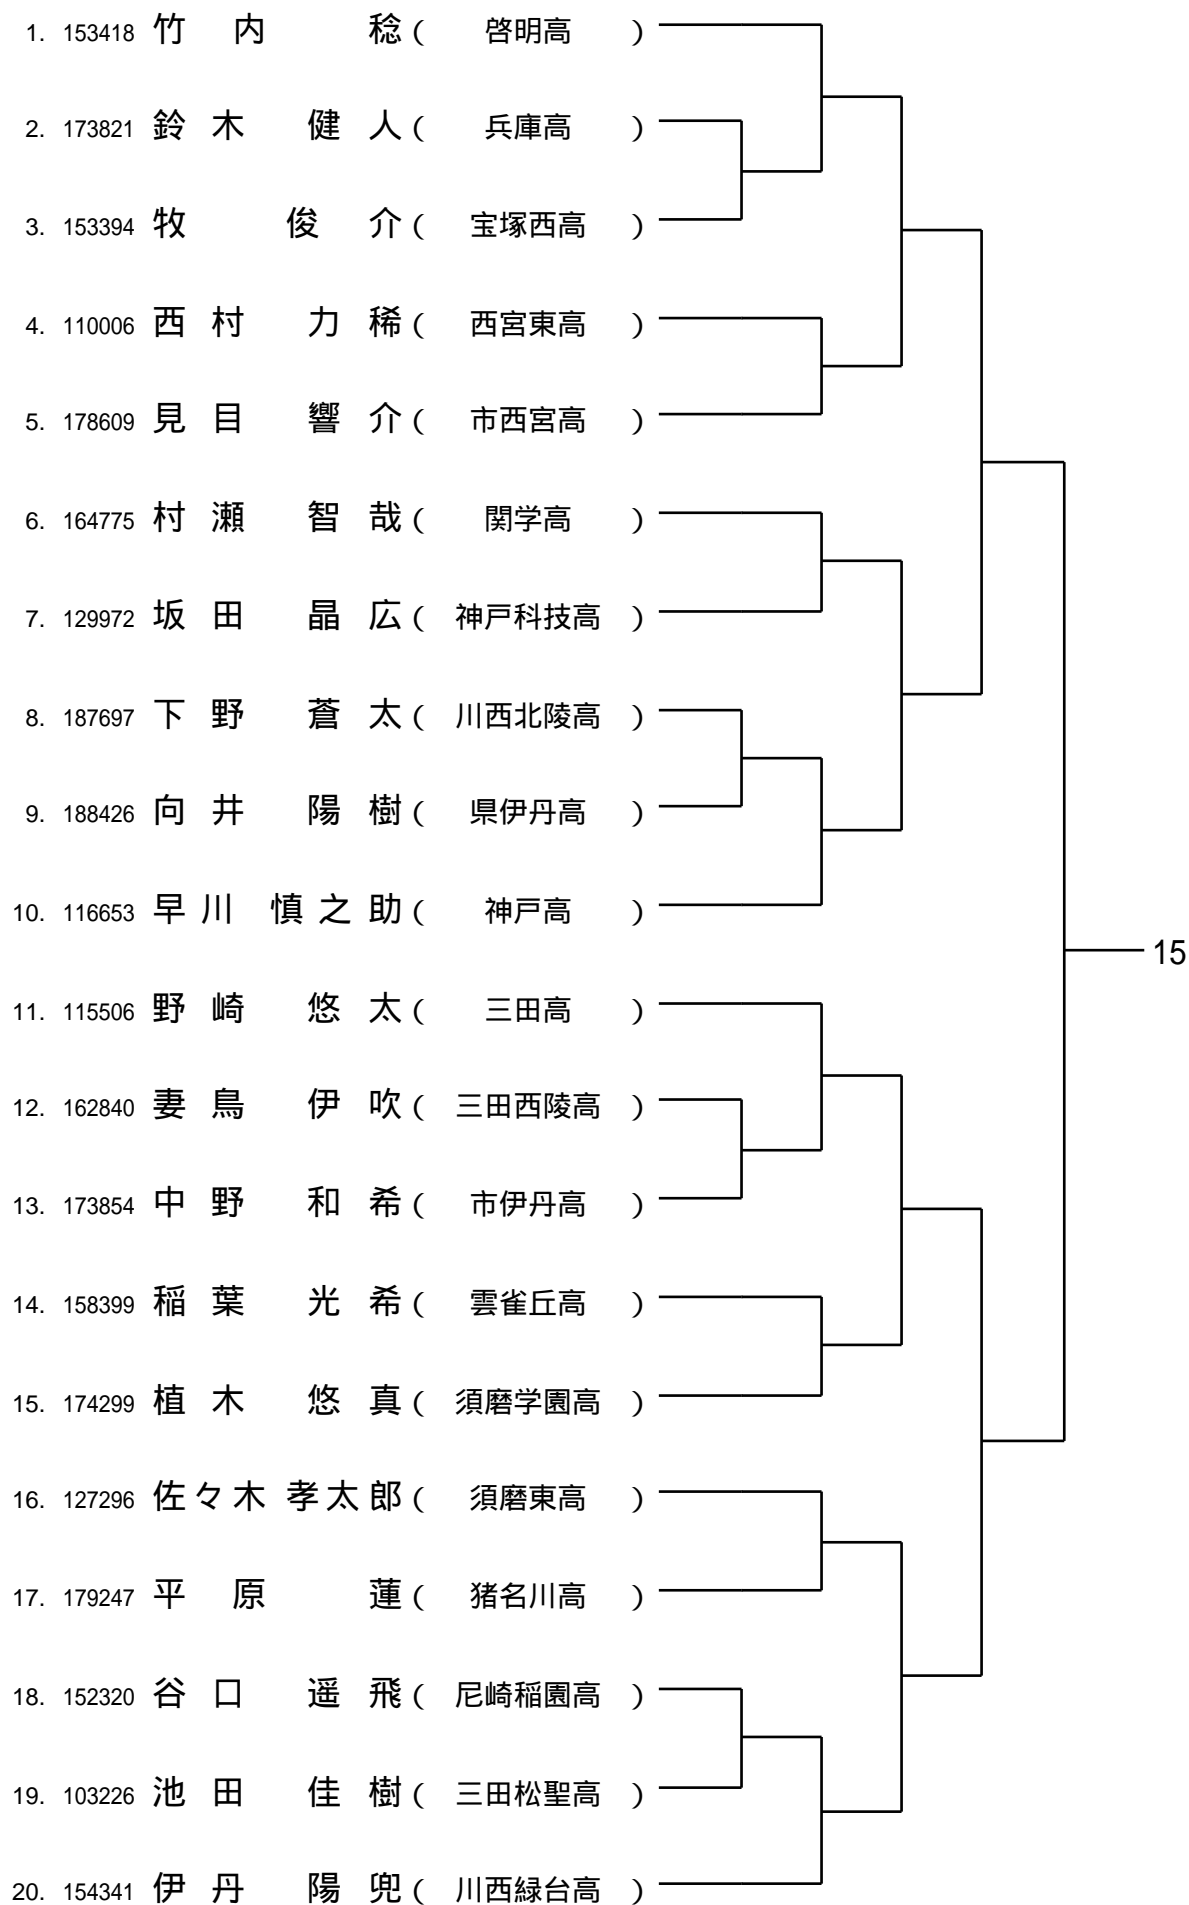 1. 153418 竹 内 稔 ( 啓明高 )
2. 173821 鈴 木 健 人 ( 兵庫高 )
3. 153394 牧 俊 介 ( 宝塚西高 )
4. 110006 西 村 力 稀 ( 西宮東高 )
5. 178609 見 目 響 介 ( 市西宮高 )
6. 164775 村 瀬 智 哉 ( 関学高 )
7. 129972 坂 田 晶 広 ( 神戸科技高 )
8. 187697 下 野 蒼 太 ( 川西北陵高 )
9. 188426 向 井 陽 樹 ( 県伊丹高 )
10. 116653 早 川 慎 之 助 ( 神戸高 )
15
11. 115506 野 崎 悠 太 ( 三田高 )
12. 162840 妻 鳥 伊 吹 ( 三田西陵高 )
13. 173854 中 野 和 希 ( 市伊丹高 )
14. 158399 稲 葉 光 希 ( 雲雀丘高 )
15. 174299 植 木 悠 真 ( 須磨学園高 )
16. 127296 佐 々 木 孝 太 郎 ( 須磨東高 )
17. 179247 平 原 蓮 ( 猪名川高 )
18. 152320 谷 口 遥 飛 ( 尼崎稲園高 )
19. 103226 池 田 佳 樹 ( 三田松聖高 )
20. 154341 伊 丹 陽 兜 ( 川西緑台高 )